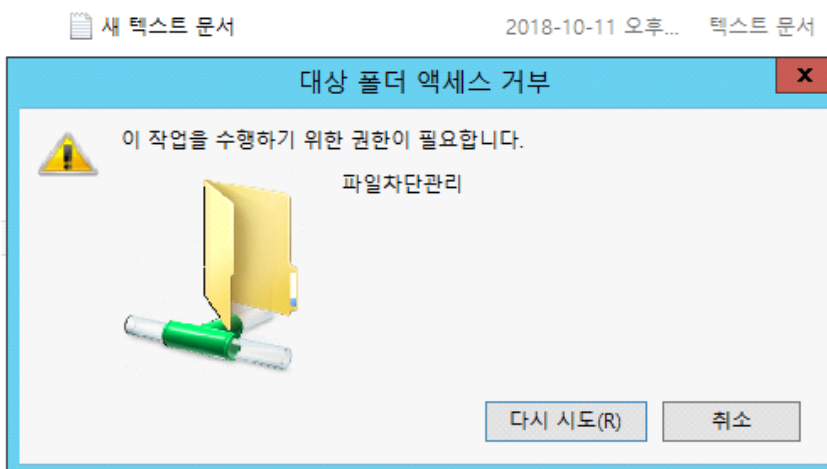 새 텍스트 문서 2018-10-11 오후... 텍스트 문서
대상 폴더 액세스 거부
x
이 작업을 수행하기 위한 권한이 필요합니다.
파일차단관리
다시 시도(R) 취소